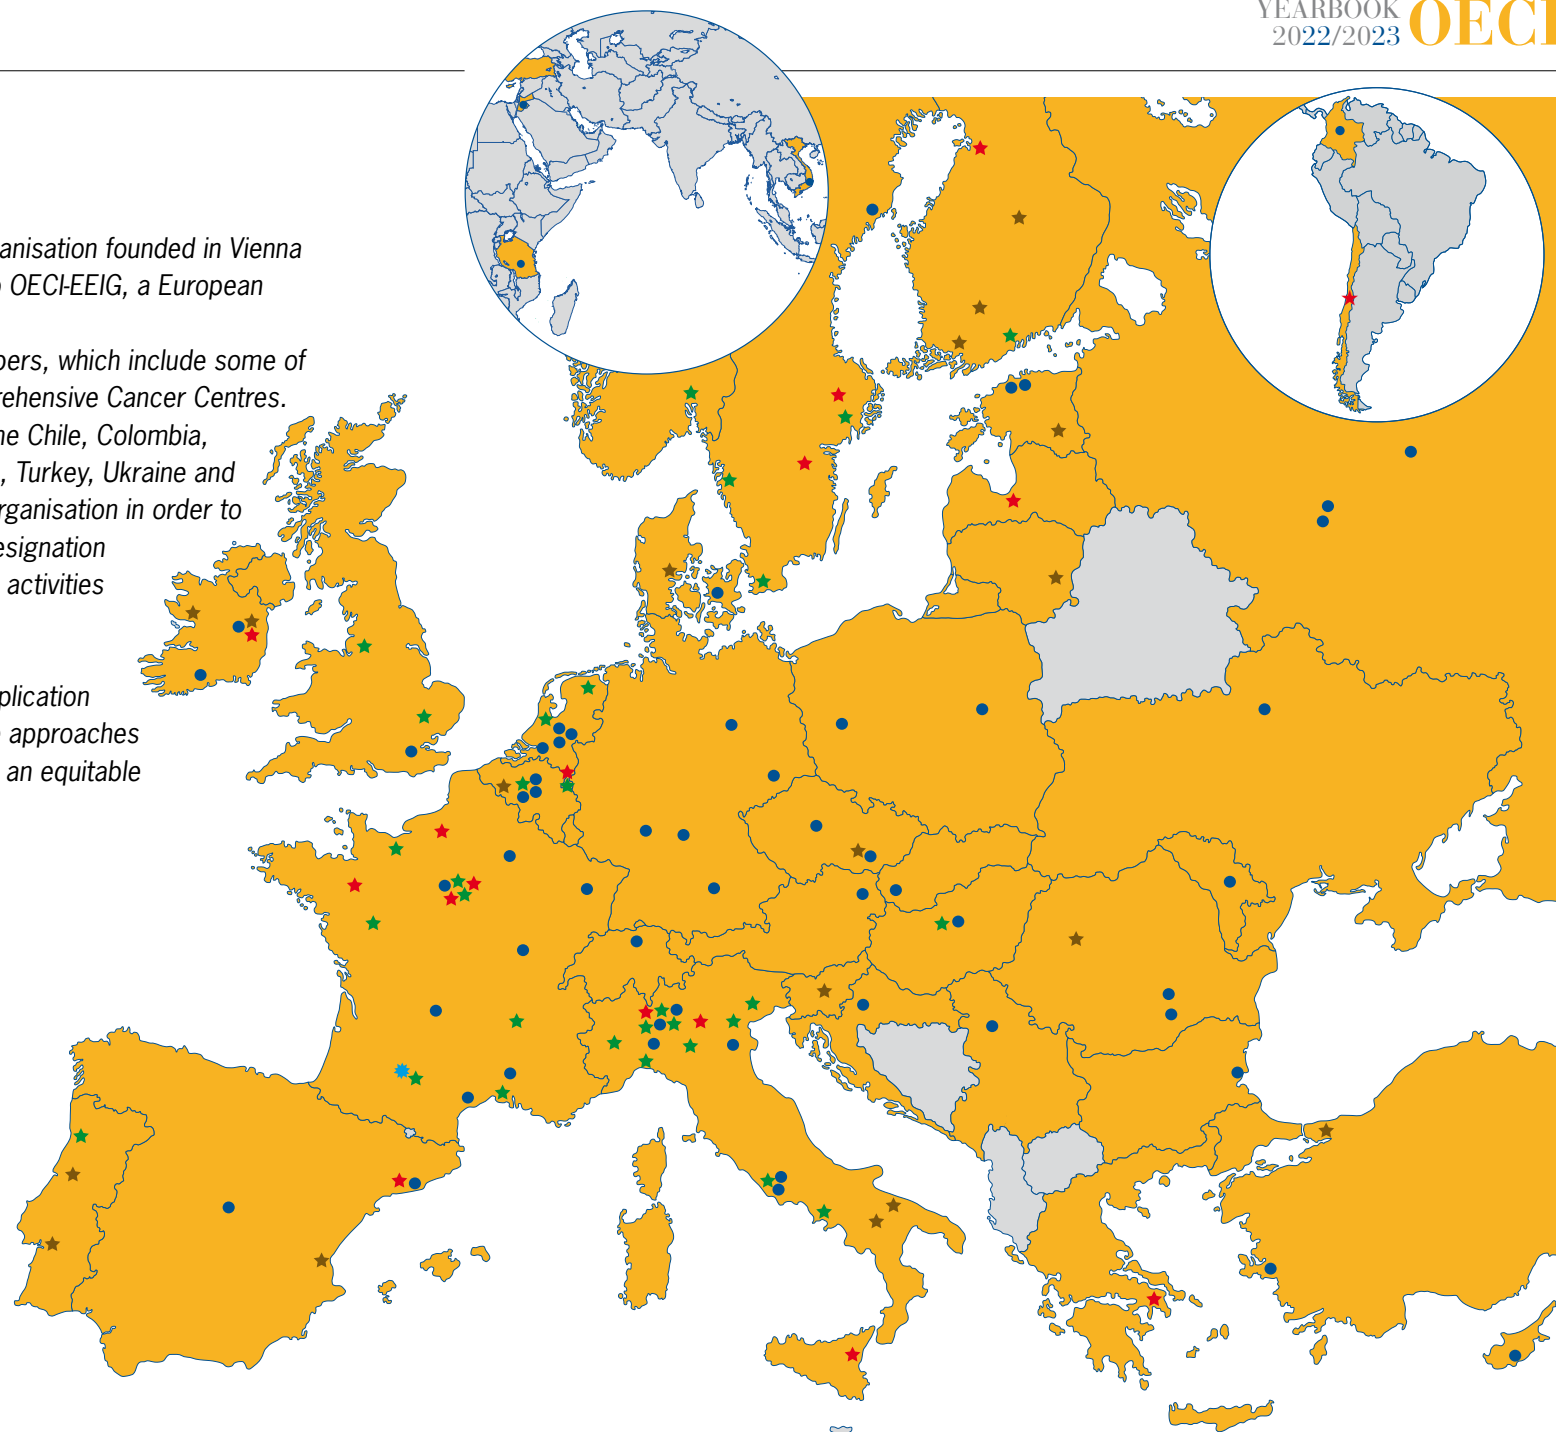 YEARBOOK
2022/2023 OECI
anisation founded in Vienna
OECI-EEIG, a European
bers, which include some of
rehensive Cancer Centres.
he Chile, Colombia,
, Turkey, Ukraine and
rganisation in order to
esignation
activities
plication
approaches
an equitable